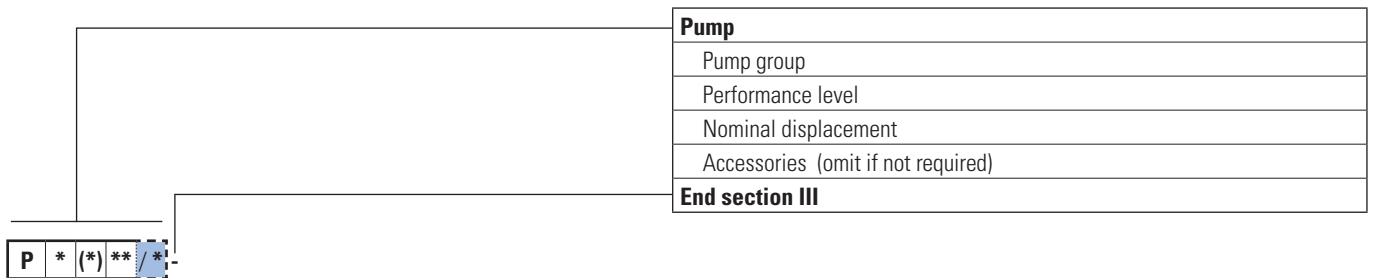 Pump
Pump group
Performance level
Nominal displacement
Accessories (omit if not required)
End section III
P * (*) ** / * -